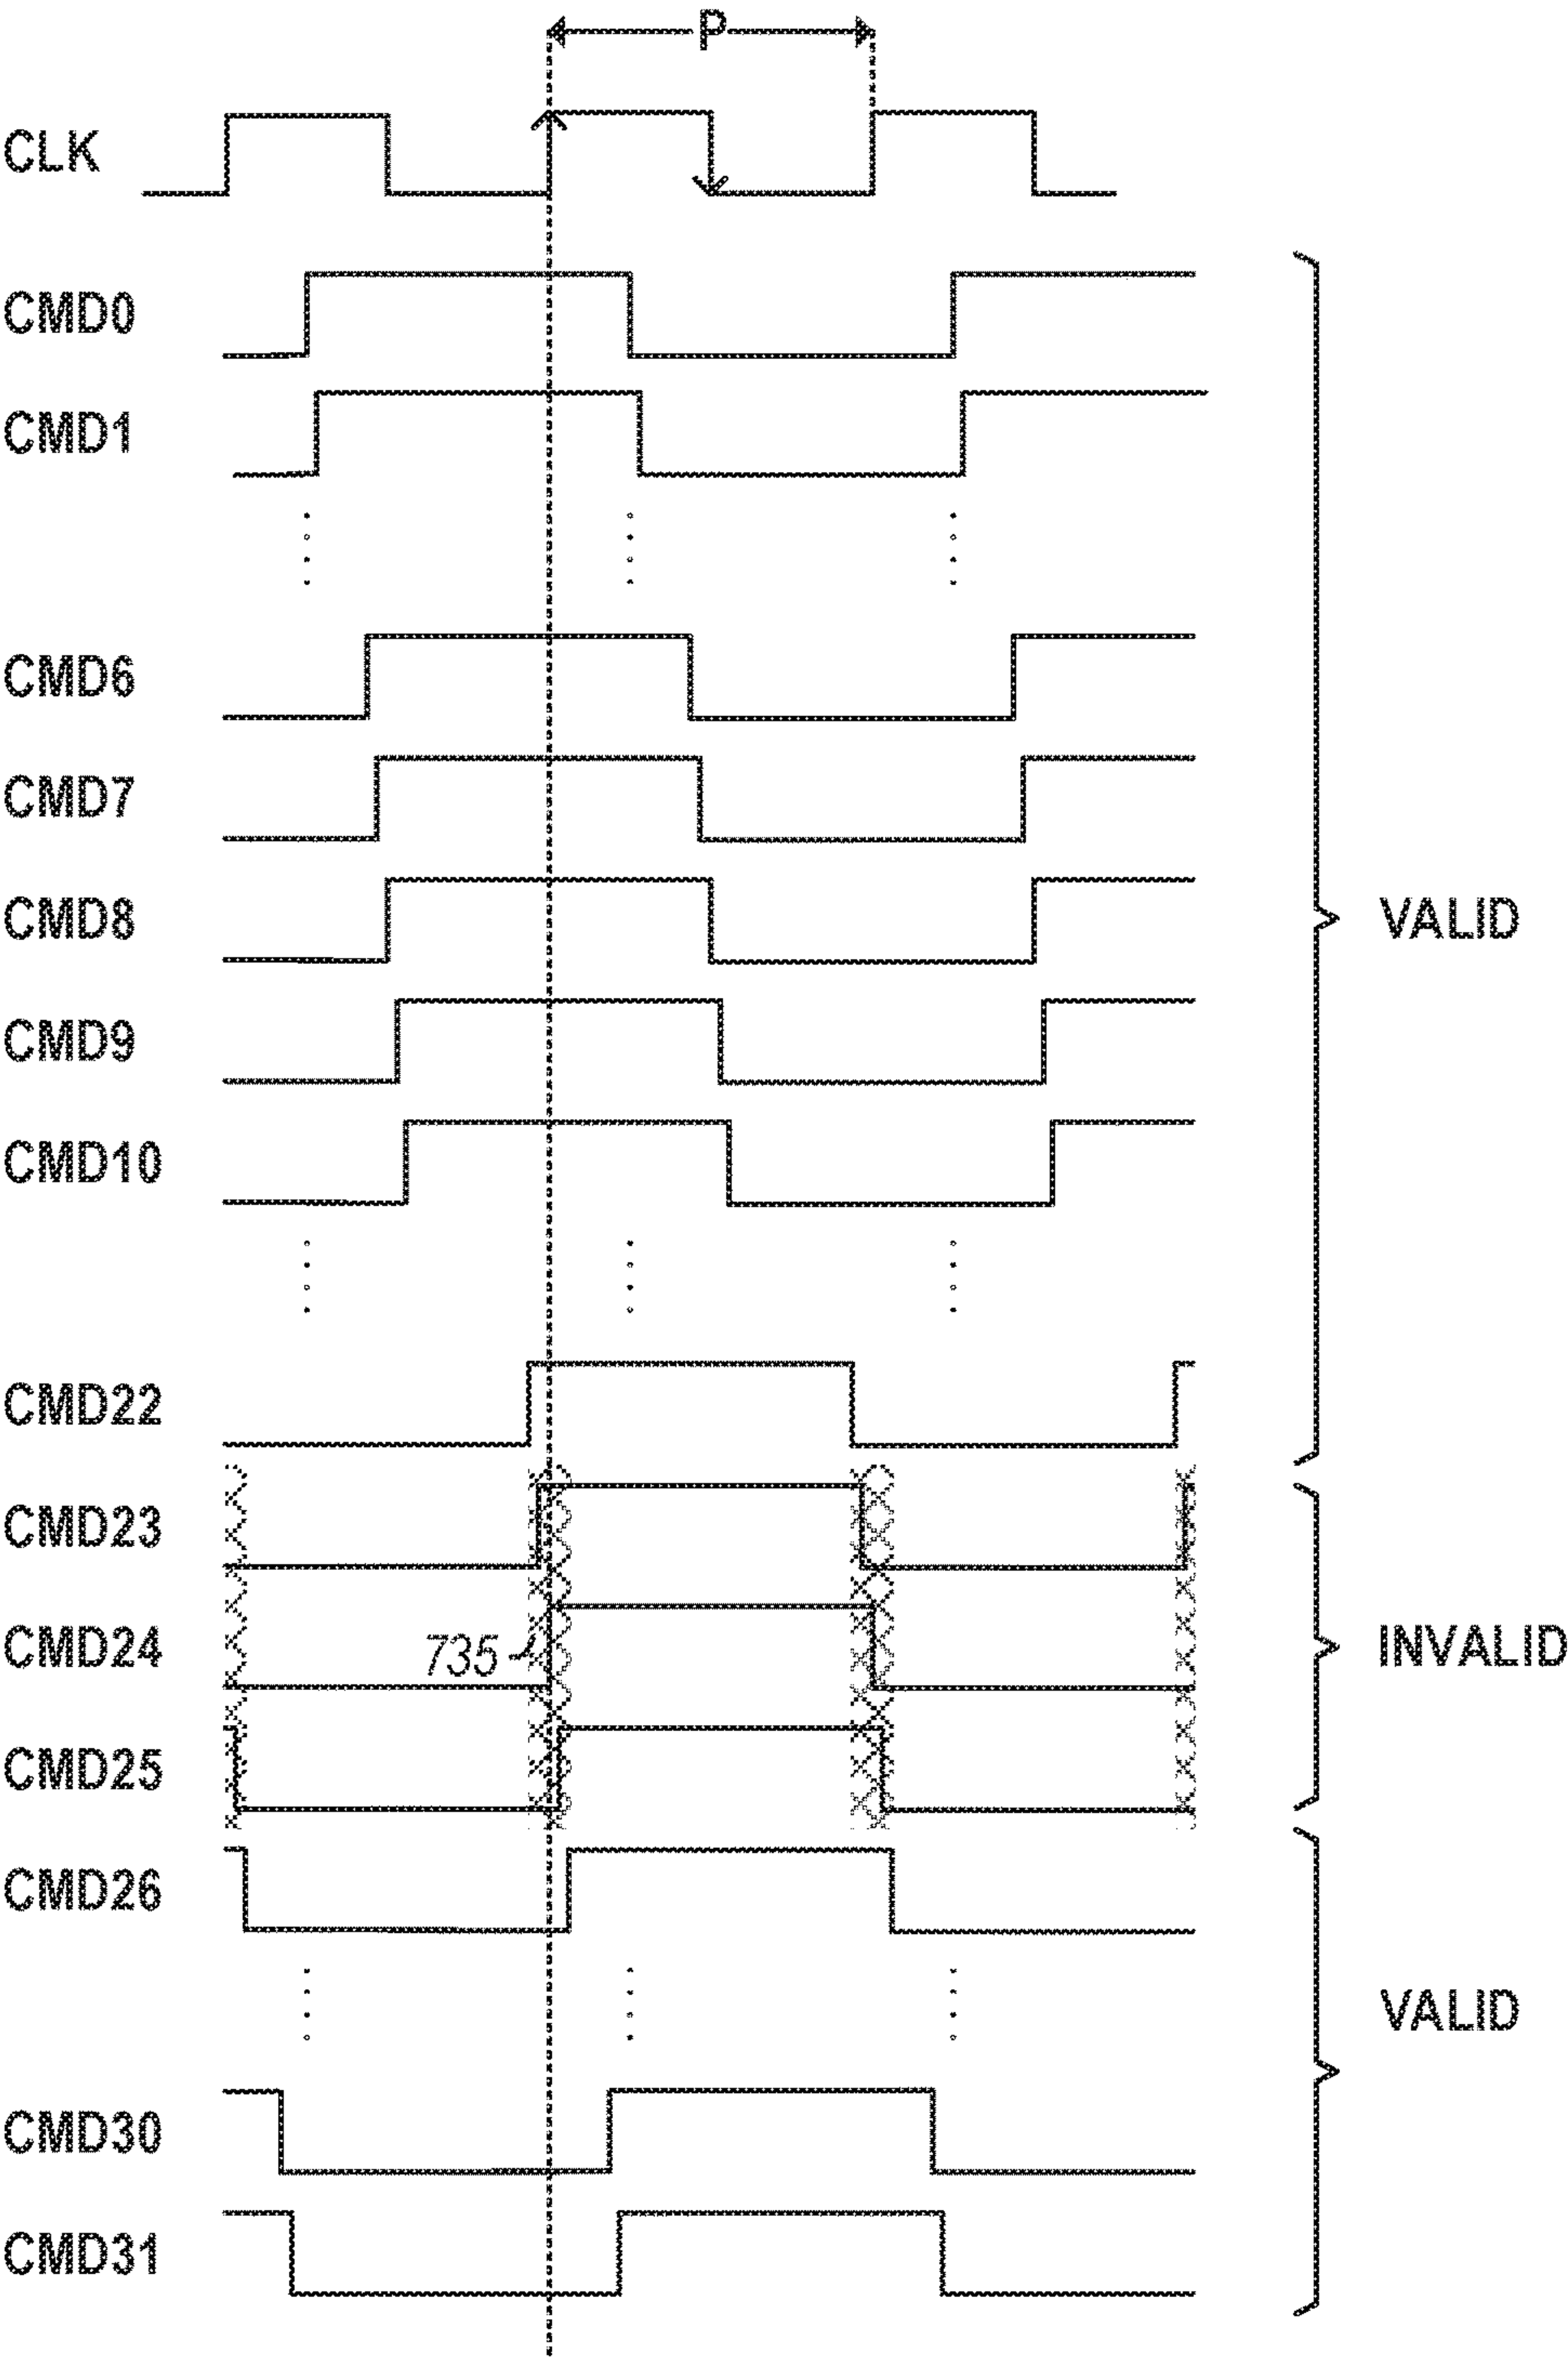 P
CLK
CMD0
CMD1
CMD6
CMD7
CMD8
VALID
CMD9
CMD10
CMD22
CMD23
CMD24
735
INVALID
CMD25
CMD26
VALID
CMD30
CMD31